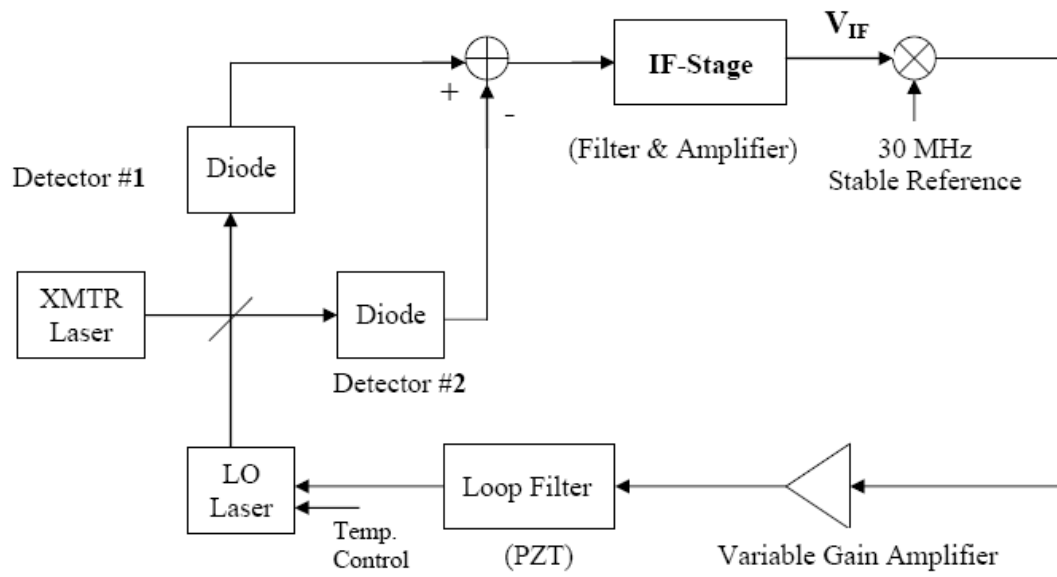 V_IF
+
-
IF-Stage
(Filter & Amplifier)
30 MHz
Stable Reference
Detector #1
Diode
XMTR
Laser
Diode
Detector #2
LO
Laser
Temp.
Control
Loop Filter
(PZT)
Variable Gain Amplifier